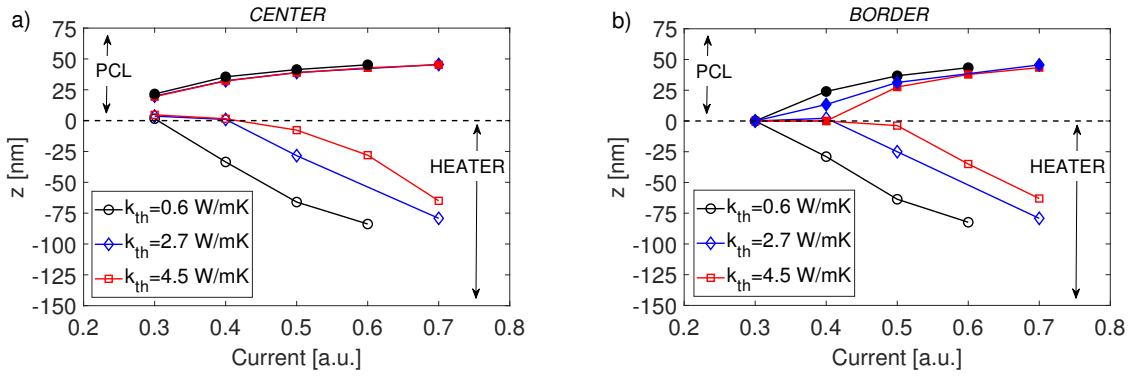 a)
CENTER
75
50
25
0
-25
-50
-75
-100
-125
-150
z [nm]
PCL
HEATER
k_th=0.6 W/mK
k_th=2.7 W/mK
k_th=4.5 W/mK
0.2 0.3 0.4 0.5 0.6 0.7 0.8
Current [a.u.]
b)
BORDER
75
50
25
0
-25
-50
-75
-100
-125
-150
z [nm]
PCL
HEATER
k_th=0.6 W/mK
k_th=2.7 W/mK
k_th=4.5 W/mK
0.2 0.3 0.4 0.5 0.6 0.7 0.8
Current [a.u.]